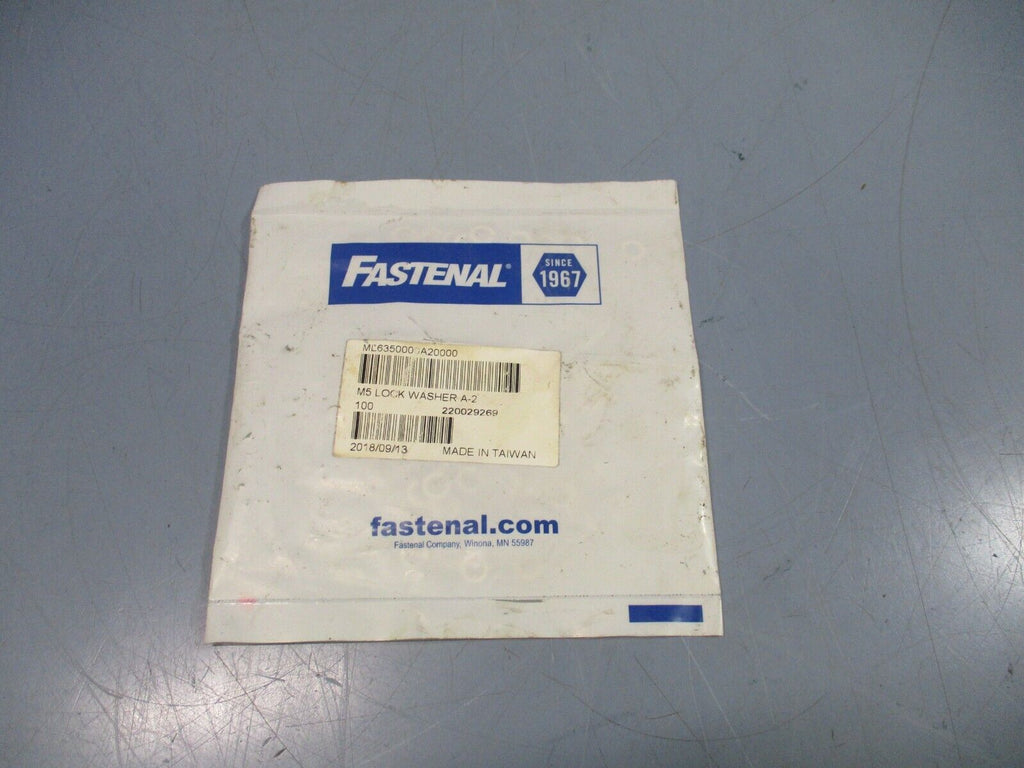 FASTENAL®
SINCE
1967
M5 LOCK WASHER A-2
100 220029269
2018/09/13 MADE IN TAIWAN
fastenal.com
Fastenal Company, Winona, MN 55987